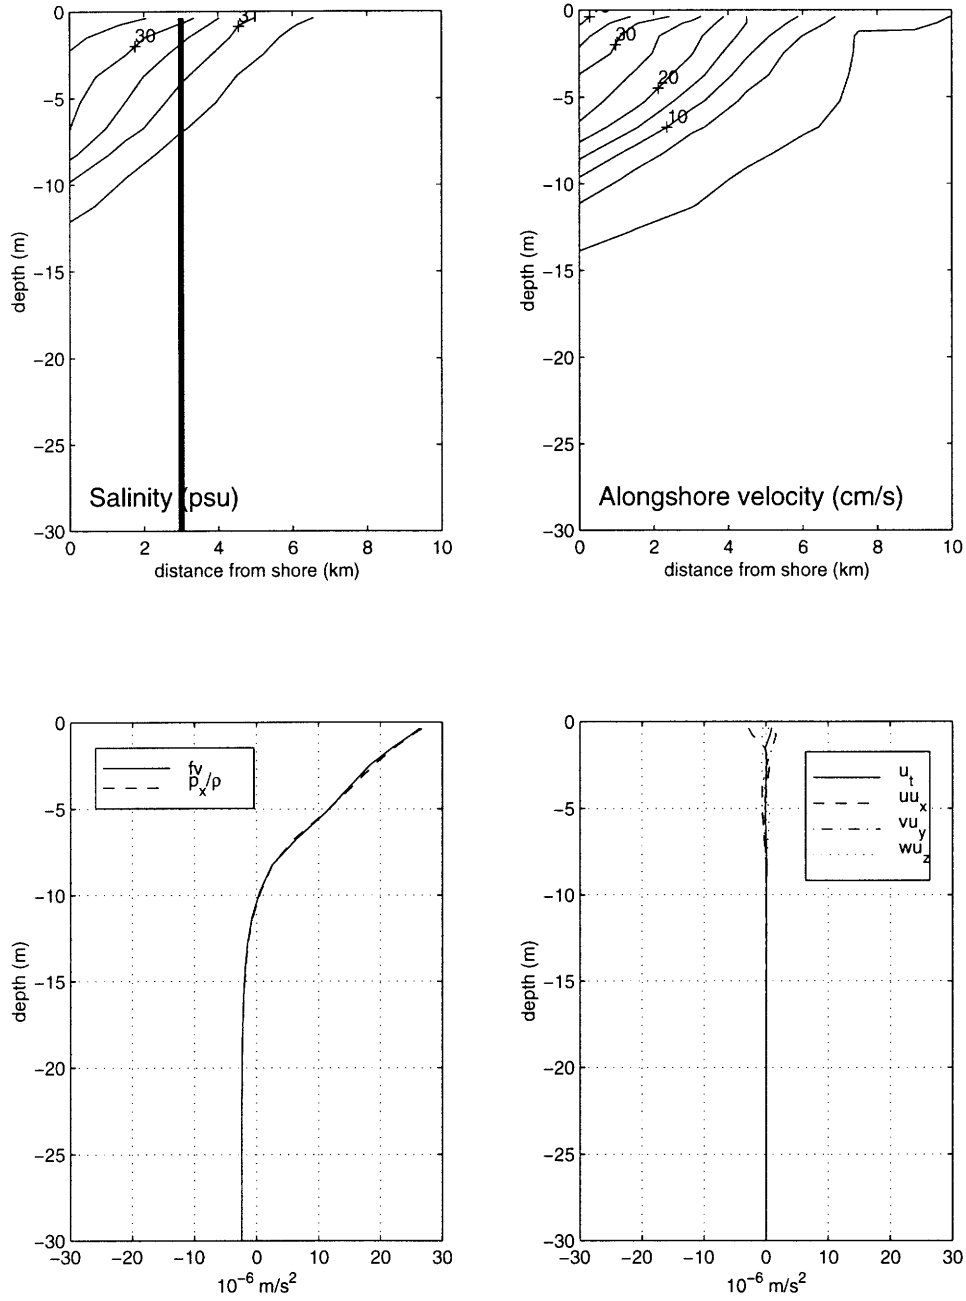 0
30
31
−5
−10
−15
−20
−25
−30
depth (m)
Salinity (psu)
0 2 4 6 8 10
distance from shore (km)
0
30
20
10
−5
−10
−15
−20
−25
−30
depth (m)
Alongshore velocity (cm/s)
0 2 4 6 8 10
distance from shore (km)
0
fv
pₓ/ρ
−5
−10
−15
−20
−25
−30
depth (m)
−30 −20 −10 0 10 20 30
10⁻⁶ m/s²
0
u_t
uu_x
vu_y
wu_z
−5
−10
−15
−20
−25
−30
depth (m)
−30 −20 −10 0 10 20 30
10⁻⁶ m/s²